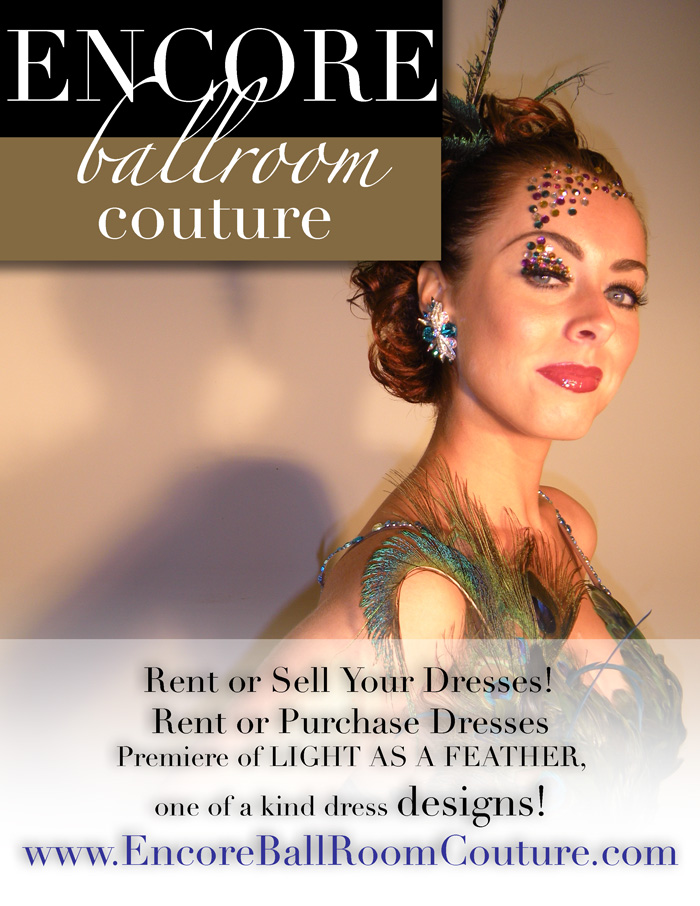 ENCORE
ballroom
couture
Rent or Sell Your Dresses!
Rent or Purchase Dresses
Premiere of LIGHT AS A FEATHER,
one of a kind dress designs!
www.EncoreBallRoomCouture.com